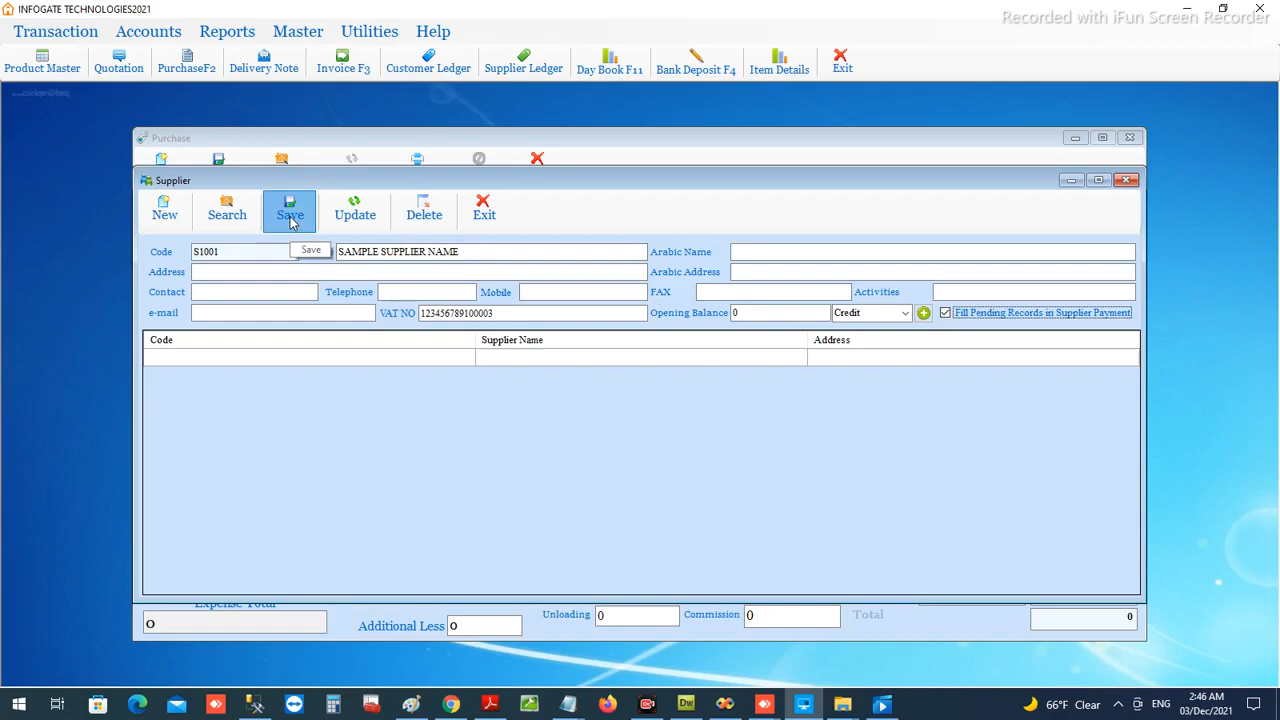 INFOGATE TECHNOLOGIES2021
Recorded with iFun Screen Recorder
Transaction Accounts Reports Master Utilities Help
Product Master Quotation PurchaseF2 Delivery Note Invoice F3 Customer Ledger Supplier Ledger Day Book F11 Bank Deposit F4 Item Details Exit
Purchase
Supplier
New Search Save Update Delete Exit
Code S1001 SAMPLE SUPPLIER NAME Arabic Name
Save
Address Arabic Address
Contact Telephone Mobile FAX Activities
e-mail VAT NO 123456789100003 Opening Balance 0 Credit Fill Pending Records in Supplier Payment
Code Supplier Name Address
Expense Total
0 Additional Less 0 Unloading 0 Commission 0 Total 0
66°F Clear ENG 2:46 AM
03/Dec/2021